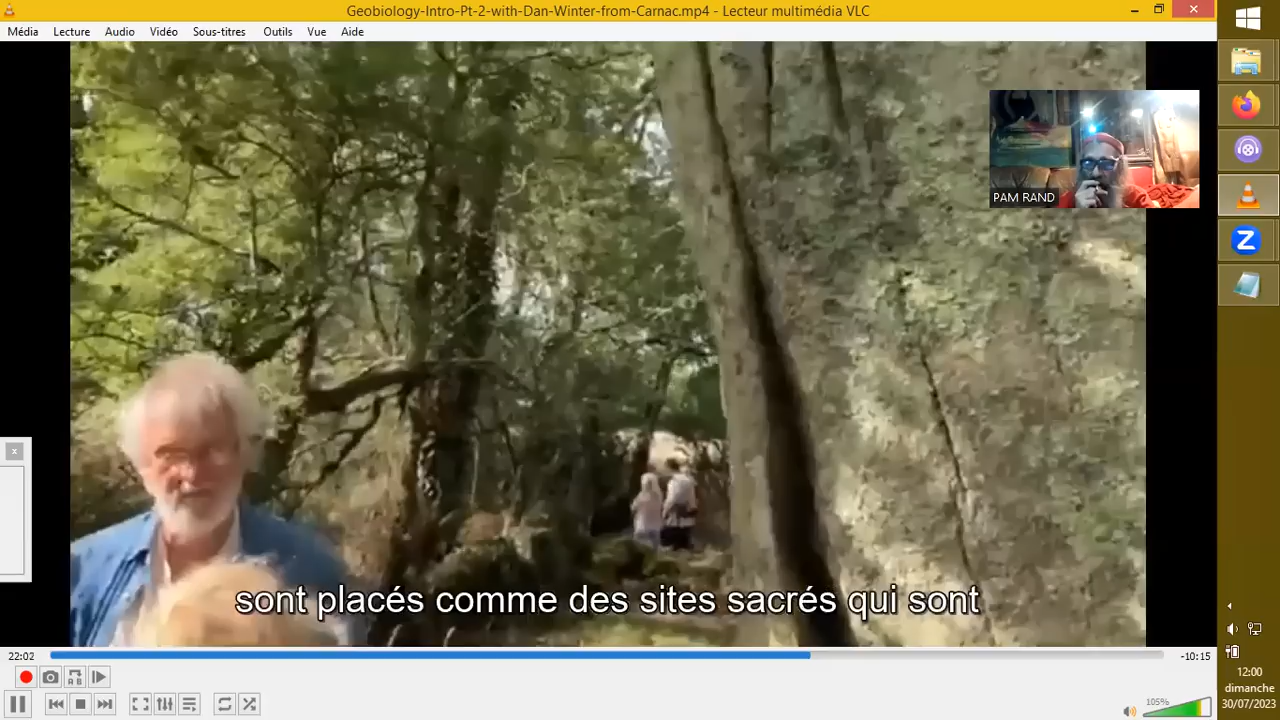 Geobiology-Intro-Pt-2-with-Dan-Winter-from-Carnac.mp4 - Lecteur multimédia VLC
Média Lecture Audio Vidéo Sous-titres Outils Vue Aide
PAM RAND
sont placés comme des sites sacrés qui sont
22:02
-10:15
A B
105%
12:00
dimanche
30/07/2023